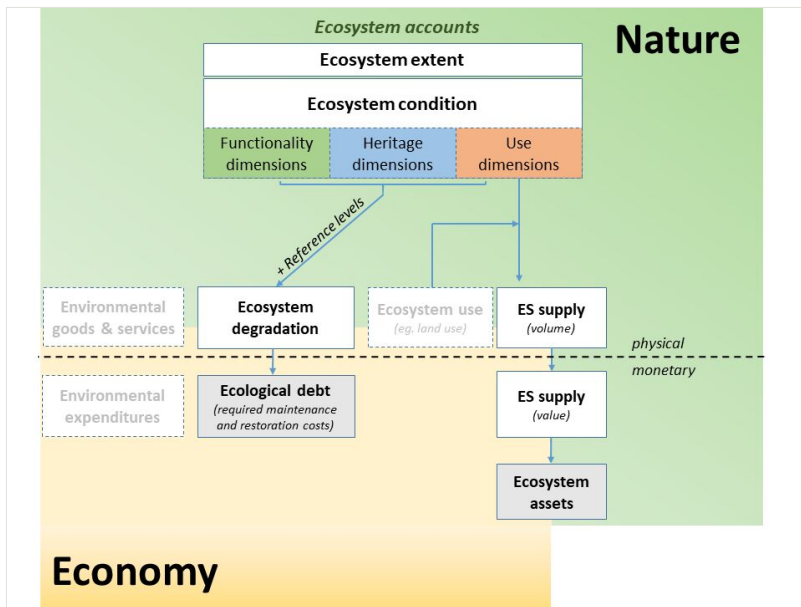 Ecosystem accounts
Nature
Ecosystem extent
Ecosystem condition
Functionality
dimensions
Heritage
dimensions
Use
dimensions
+ Reference levels
Environmental
goods & services
Ecosystem
degradation
Ecosystem use
(eg. land use)
ES supply
(volume)
physical
monetary
Environmental
expenditures
Ecological debt
(required maintenance
and restoration costs)
ES supply
(value)
Ecosystem
assets
Economy